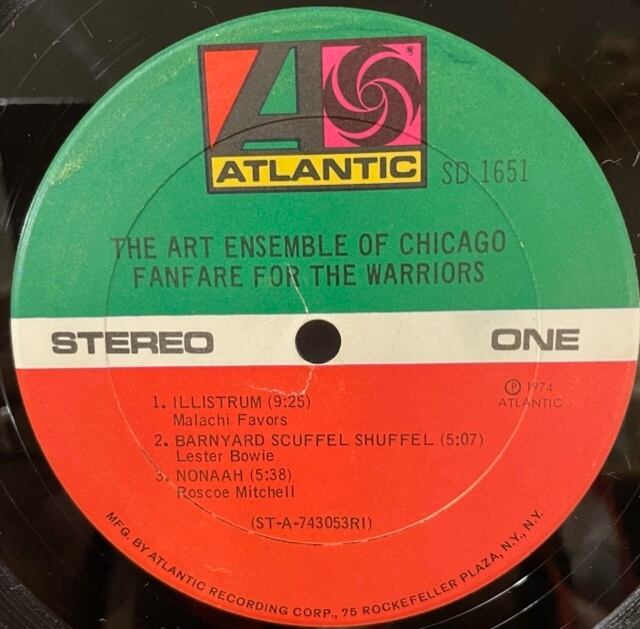 ATLANTIC
SD 1651
THE ART ENSEMBLE OF CHICAGO
FANFARE FOR THE WARRIORS
STEREO
ONE
1. ILLISTRUM (9:25)
Malachi Favors
2. BARNYARD SCUFFEL SHUFFEL (5:07)
Lester Bowie
3. NONAAH (5:38)
Roscoe Mitchell
℗ 1974
ATLANTIC
(ST-A-743053RI)
MFG. BY ATLANTIC RECORDING CORP., 75 ROCKEFELLER PLAZA, N.Y., N.Y.